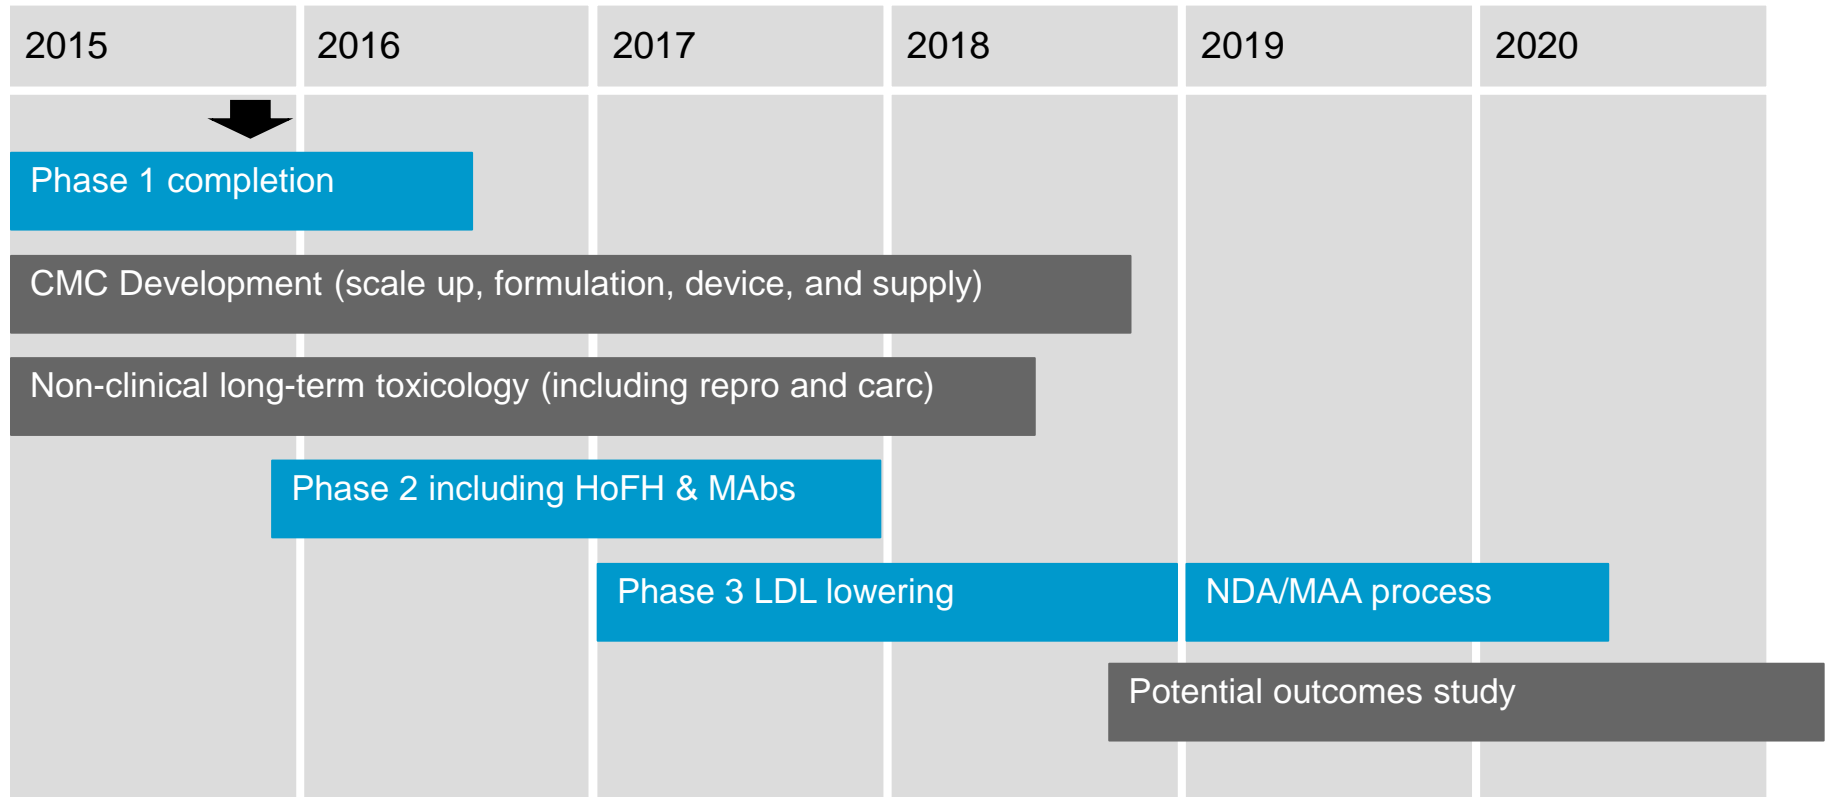 2015 2016 2017 2018 2019 2020
Phase 1 completion
CMC Development (scale up, formulation, device, and supply)
Non-clinical long-term toxicology (including repro and carc)
Phase 2 including HoFH & MAbs
Phase 3 LDL lowering NDA/MAA process
Potential outcomes study